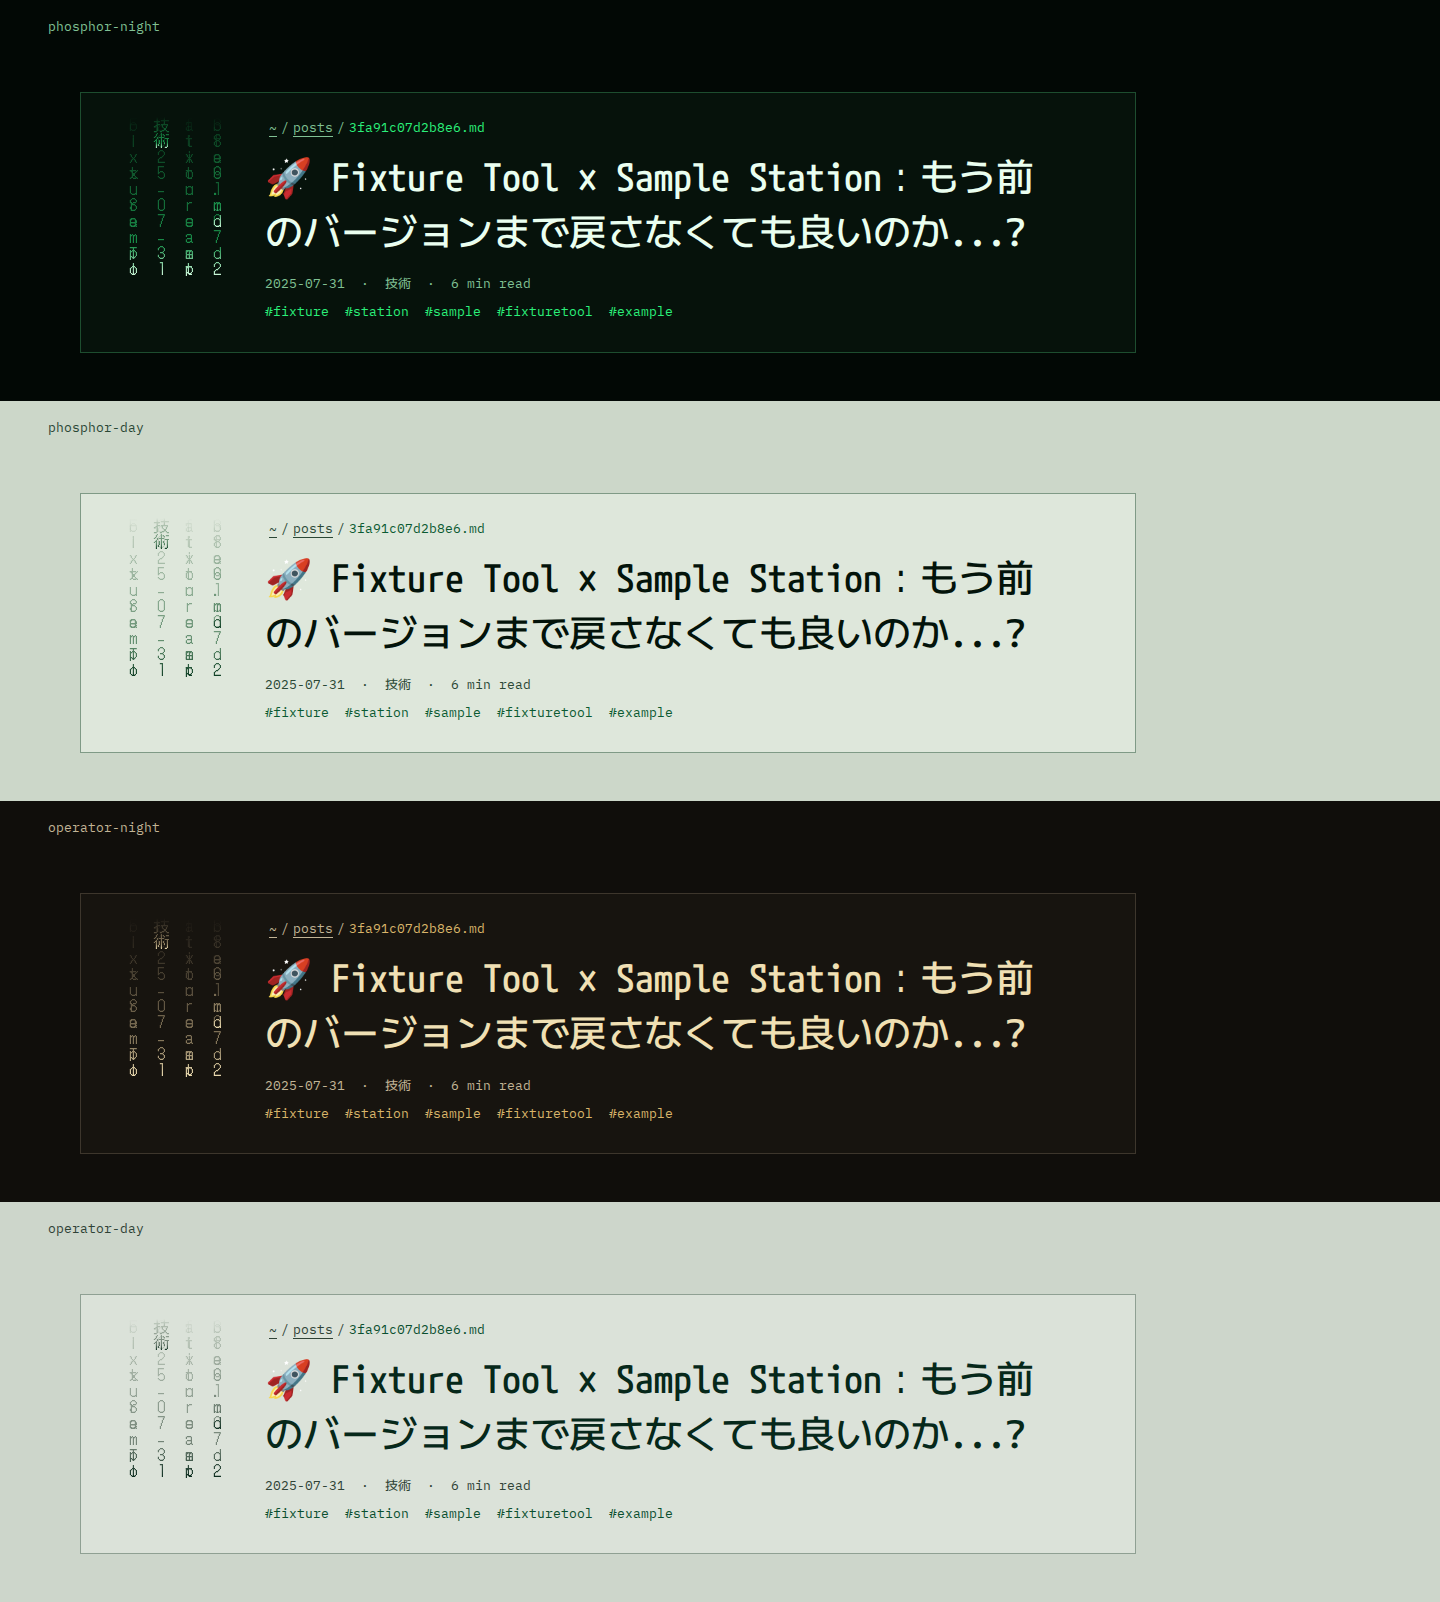 phosphor-night
~ / posts / 3fa91c07d2b8e6.md
🚀 Fixture Tool × Sample Station：もう前
のバージョンまで戻さなくても良いのか...?
2025-07-31 · 技術 · 6 min read
#fixture #station #sample #fixturetool #example
phosphor-day
~ / posts / 3fa91c07d2b8e6.md
🚀 Fixture Tool × Sample Station：もう前
のバージョンまで戻さなくても良いのか...?
2025-07-31 · 技術 · 6 min read
#fixture #station #sample #fixturetool #example
operator-night
~ / posts / 3fa91c07d2b8e6.md
🚀 Fixture Tool × Sample Station：もう前
のバージョンまで戻さなくても良いのか...?
2025-07-31 · 技術 · 6 min read
#fixture #station #sample #fixturetool #example
operator-day
~ / posts / 3fa91c07d2b8e6.md
🚀 Fixture Tool × Sample Station：もう前
のバージョンまで戻さなくても良いのか...?
2025-07-31 · 技術 · 6 min read
#fixture #station #sample #fixturetool #example